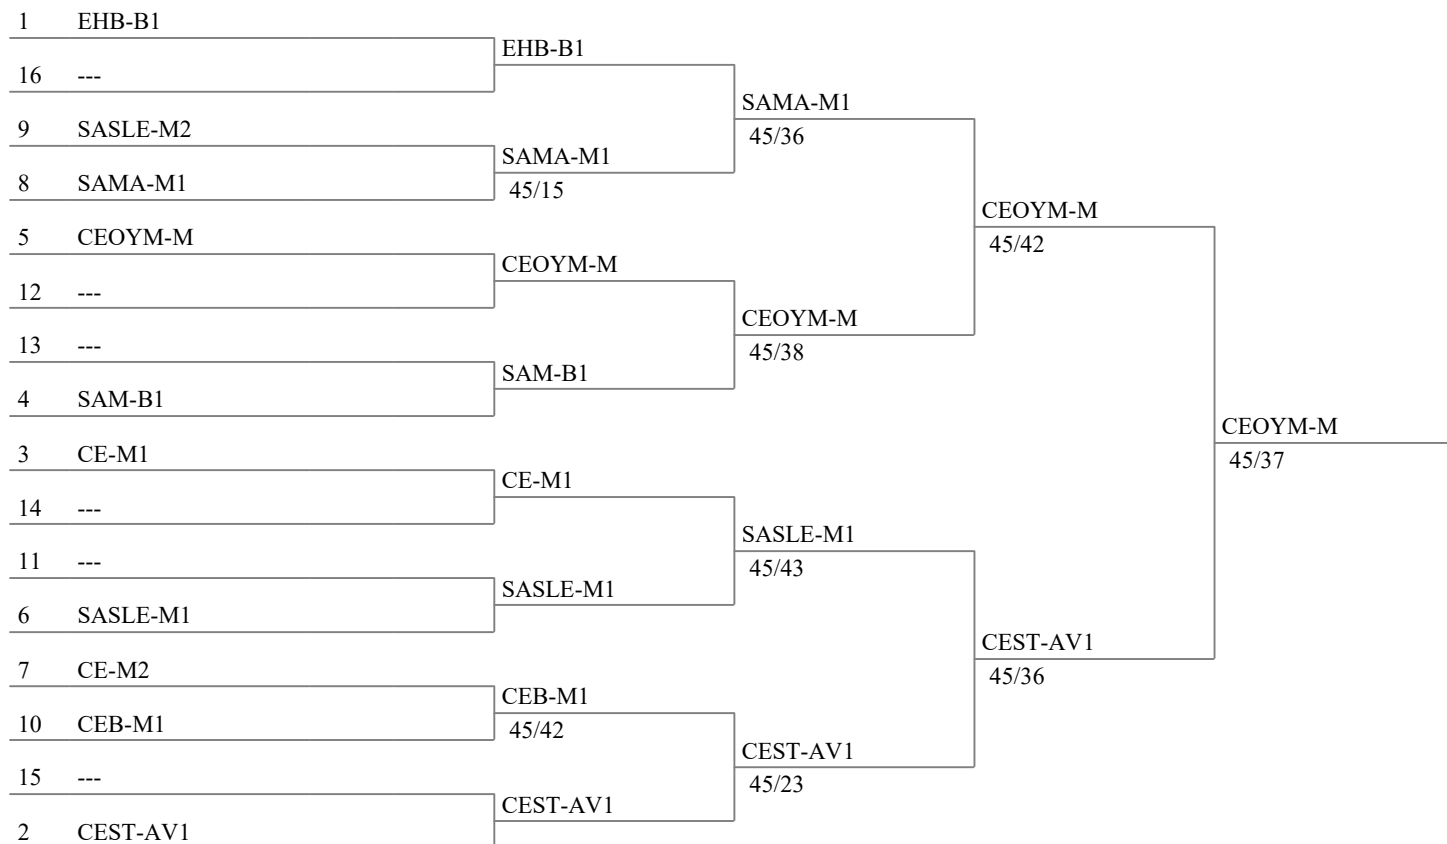 1 EHB-B1
EHB-B1
16 ---
SAMA-M1
45/36
9 SASLE-M2
SAMA-M1
45/15
8 SAMA-M1
CEOYM-M
45/42
5 CEOYM-M
CEOYM-M
12 ---
CEOYM-M
45/38
13 ---
SAM-B1
4 SAM-B1
CEOYM-M
45/37
3 CE-M1
CE-M1
14 ---
SASLE-M1
45/43
11 ---
SASLE-M1
6 SASLE-M1
CEST-AV1
45/36
7 CE-M2
CEB-M1
45/42
10 CEB-M1
CEST-AV1
45/23
15 ---
CEST-AV1
2 CEST-AV1